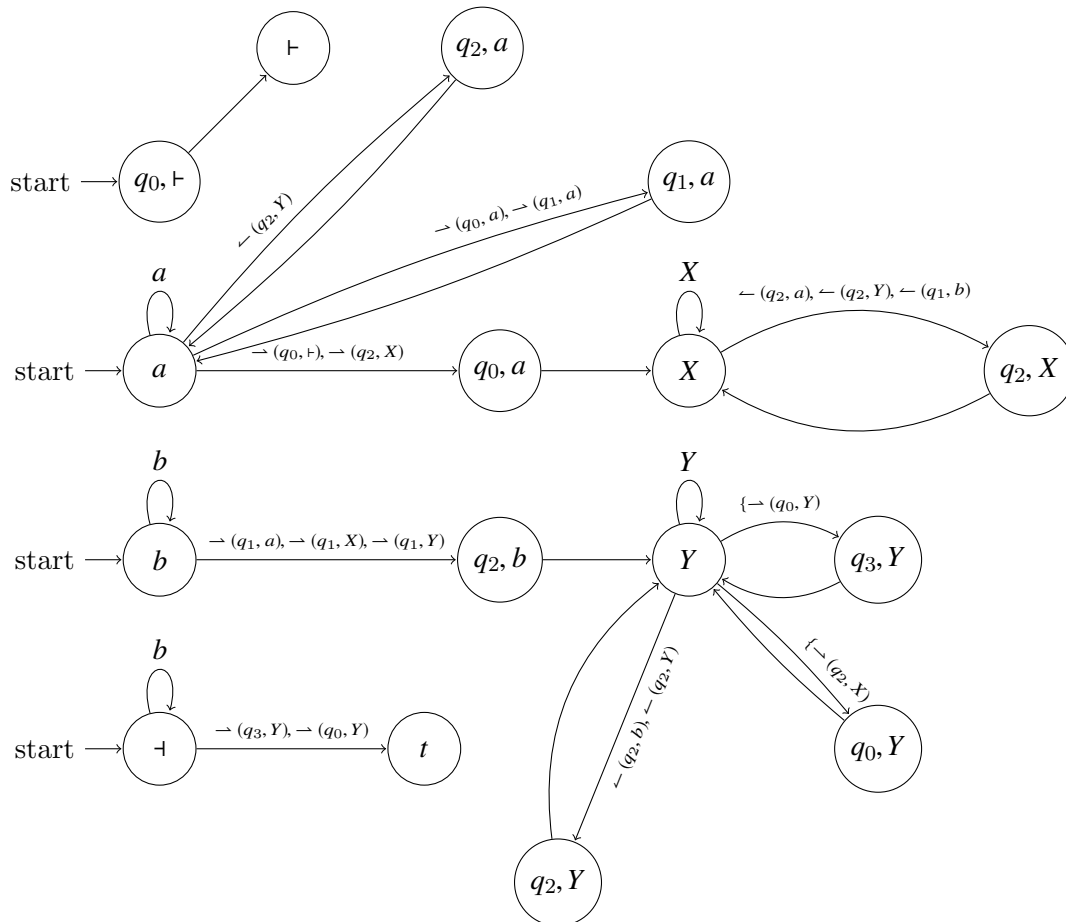 ⊢
q₂, a
start
q₀, ⊢
q₁, a
↽ (q₂, Y)
⇀ (q₀, a), ⇀ (q₁, a)
a
X
↽ (q₂, a), ↽ (q₂, Y), ↽ (q₁, b)
start
a
⇀ (q₀, ⊢), ⇀ (q₂, X)
q₀, a
X
q₂, X
b
Y
{⇀ (q₀, Y)
start
b
⇀ (q₁, a), ⇀ (q₁, X), ⇀ (q₁, Y)
q₂, b
Y
q₃, Y
b
{⇀ (q₂, X)
↽ (q₂, b), ↽ (q₂, Y)
start
⊣
⇀ (q₃, Y), ⇀ (q₀, Y)
t
q₀, Y
q₂, Y